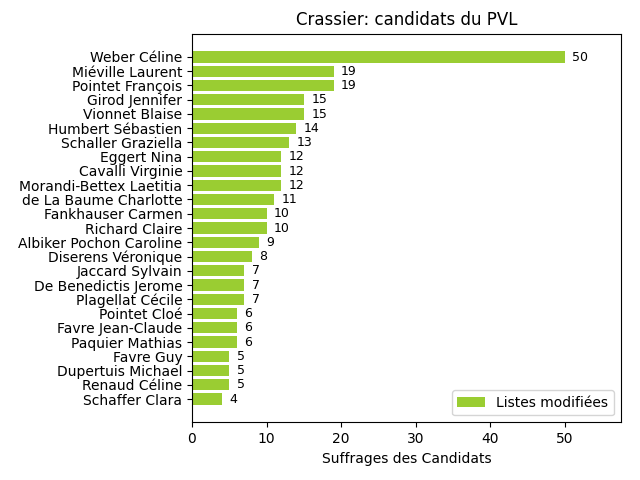 Crassier: candidats du PVL
Weber Céline 50
Miéville Laurent 19
Pointet François 19
Girod Jennifer 15
Vionnet Blaise 15
Humbert Sébastien 14
Schaller Graziella 13
Eggert Nina 12
Cavalli Virginie 12
Morandi-Bettex Laetitia 12
de La Baume Charlotte 11
Fankhauser Carmen 10
Richard Claire 10
Albiker Pochon Caroline 9
Diserens Véronique 8
Jaccard Sylvain 7
De Benedictis Jerome 7
Plagellat Cécile 7
Pointet Cloé 6
Favre Jean-Claude 6
Paquier Mathias 6
Favre Guy 5
Dupertuis Michael 5
Renaud Céline 5
Schaffer Clara 4
Listes modifiées
0 10 20 30 40 50
Suffrages des Candidats